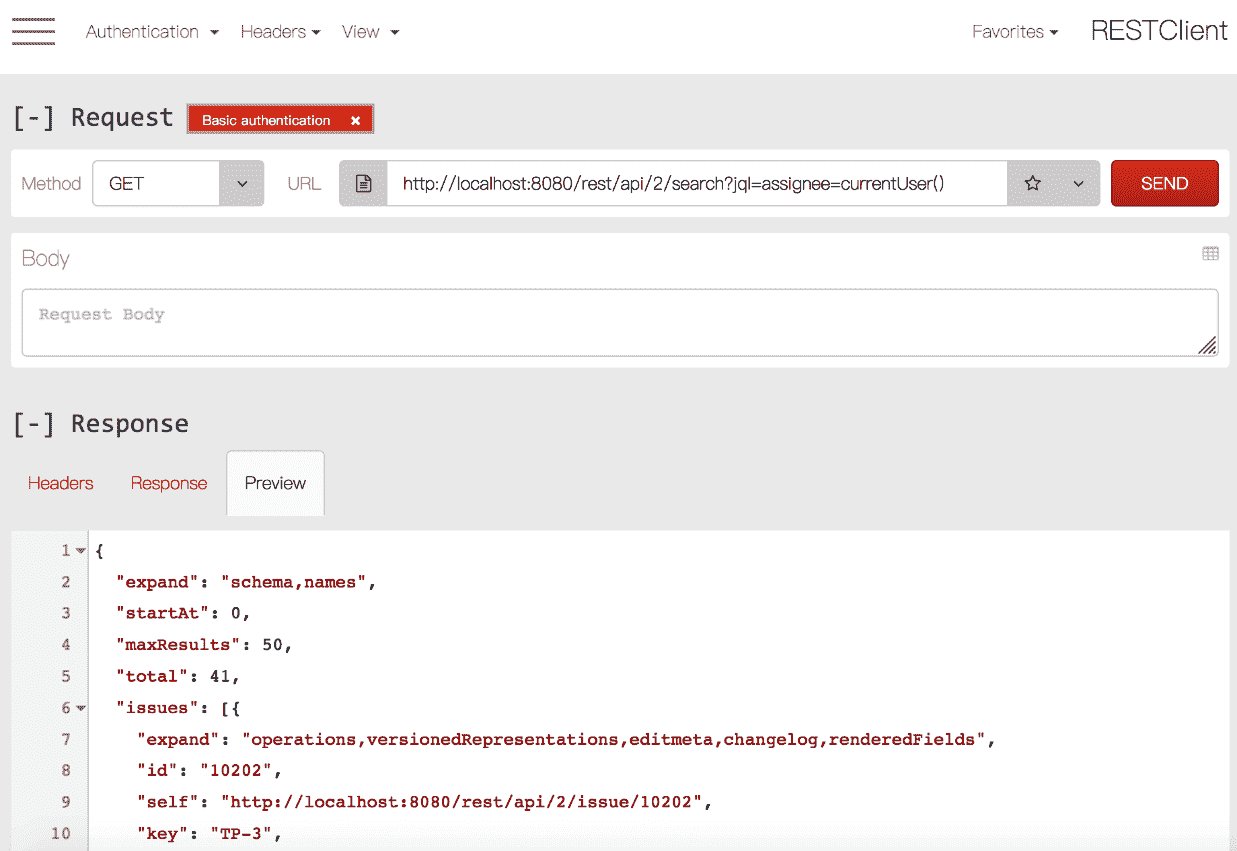 Authentication Headers View Favorites RESTClient
[-] Request Basic authentication ×
Method GET URL http://localhost:8080/rest/api/2/search?jql=assignee=currentUser() SEND
Body
Request Body
[-] Response
Headers Response Preview
1 {
2 "expand": "schema,names",
3 "startAt": 0,
4 "maxResults": 50,
5 "total": 41,
6 "issues": [{
7 "expand": "operations,versionedRepresentations,editmeta,changelog,renderedFields",
8 "id": "10202",
9 "self": "http://localhost:8080/rest/api/2/issue/10202",
10 "key": "TP-3",